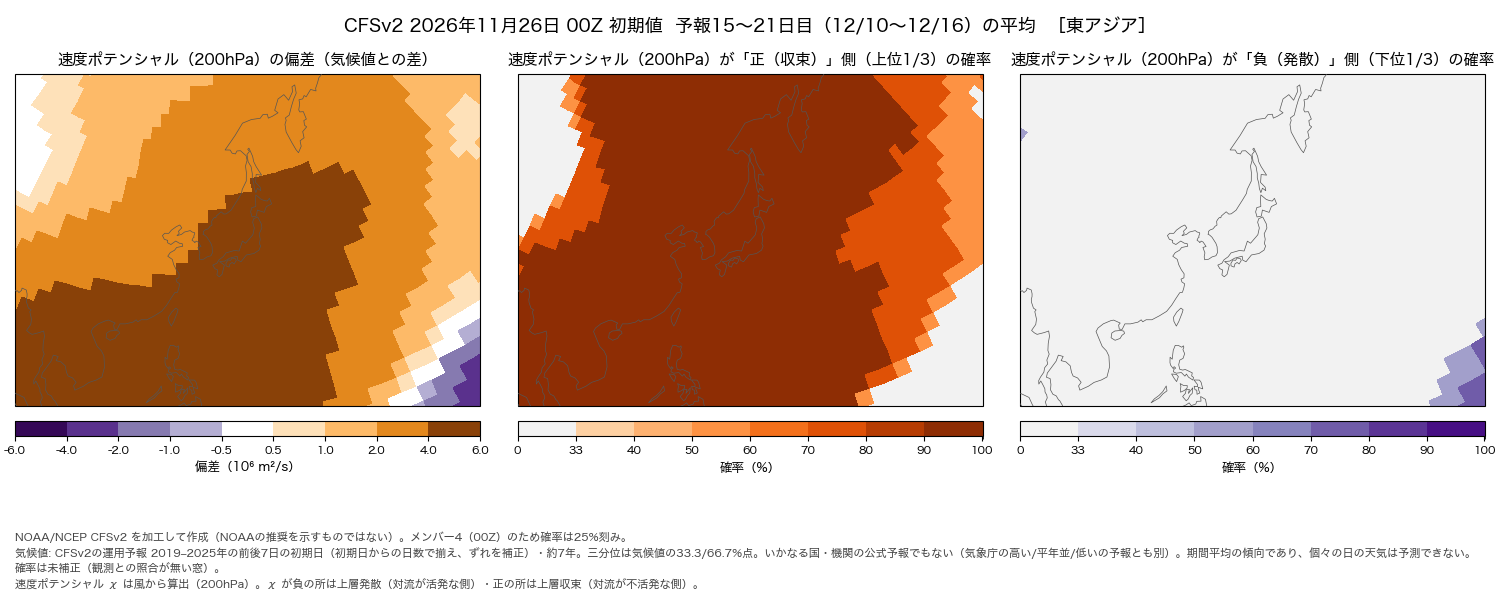 CFSv2 2026年11月26日 00Z 初期値 予報15～21日目（12/10～12/16）の平均 ［東アジア］
速度ポテンシャル（200hPa）の偏差（気候値との差）
速度ポテンシャル（200hPa）が「正（収束）」側（上位1/3）の確率
速度ポテンシャル（200hPa）が「負（発散）」側（下位1/3）の確率
-6.0 -4.0 -2.0 -1.0 -0.5 0.5 1.0 2.0 4.0 6.0
偏差（10⁶ m²/s）
0 33 40 50 60 70 80 90 100
確率（%）
0 33 40 50 60 70 80 90 100
確率（%）
NOAA/NCEP CFSv2 を加工して作成（NOAAの推奨を示すものではない）。メンバー4（00Z）のため確率は25%刻み。
気候値: CFSv2の運用予報 2019–2025年の前後7日の初期日（初期日からの日数で揃え、ずれを補正）・約7年。三分位は気候値の33.3/66.7%点。いかなる国・機関の公式予報でもない（気象庁の高い/平年並/低いの予報とも別）。期間平均の傾向であり、個々の日の天気は予測できない。
確率は未補正（観測との照合が無い窓）。
速度ポテンシャル χ は風から算出（200hPa）。χ が負の所は上層発散（対流が活発な側）・正の所は上層収束（対流が不活発な側）。